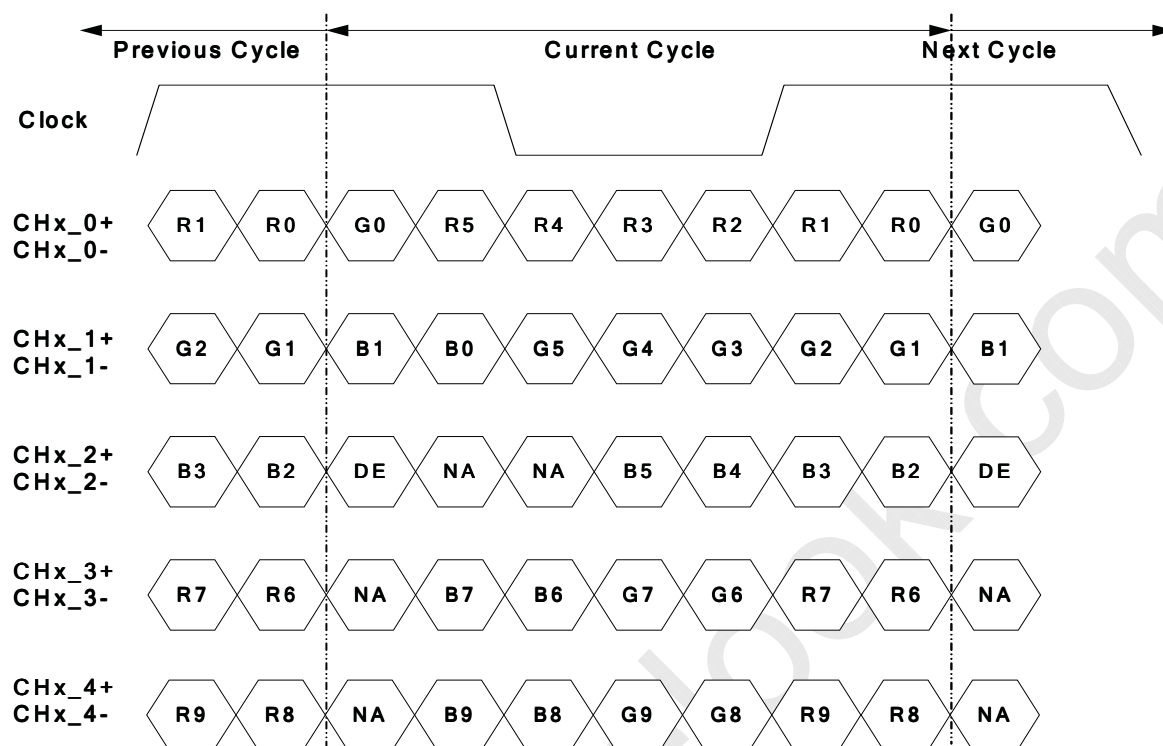 Previous Cycle Current Cycle Next Cycle
Clock
CHx_0+
CHx_0-
R1 R0 G0 R5 R4 R3 R2 R1 R0 G0
CHx_1+
CHx_1-
G2 G1 B1 B0 G5 G4 G3 G2 G1 B1
CHx_2+
CHx_2-
B3 B2 DE NA NA B5 B4 B3 B2 DE
CHx_3+
CHx_3-
R7 R6 NA B7 B6 G7 G6 R7 R6 NA
CHx_4+
CHx_4-
R9 R8 NA B9 B8 G9 G8 R9 R8 NA